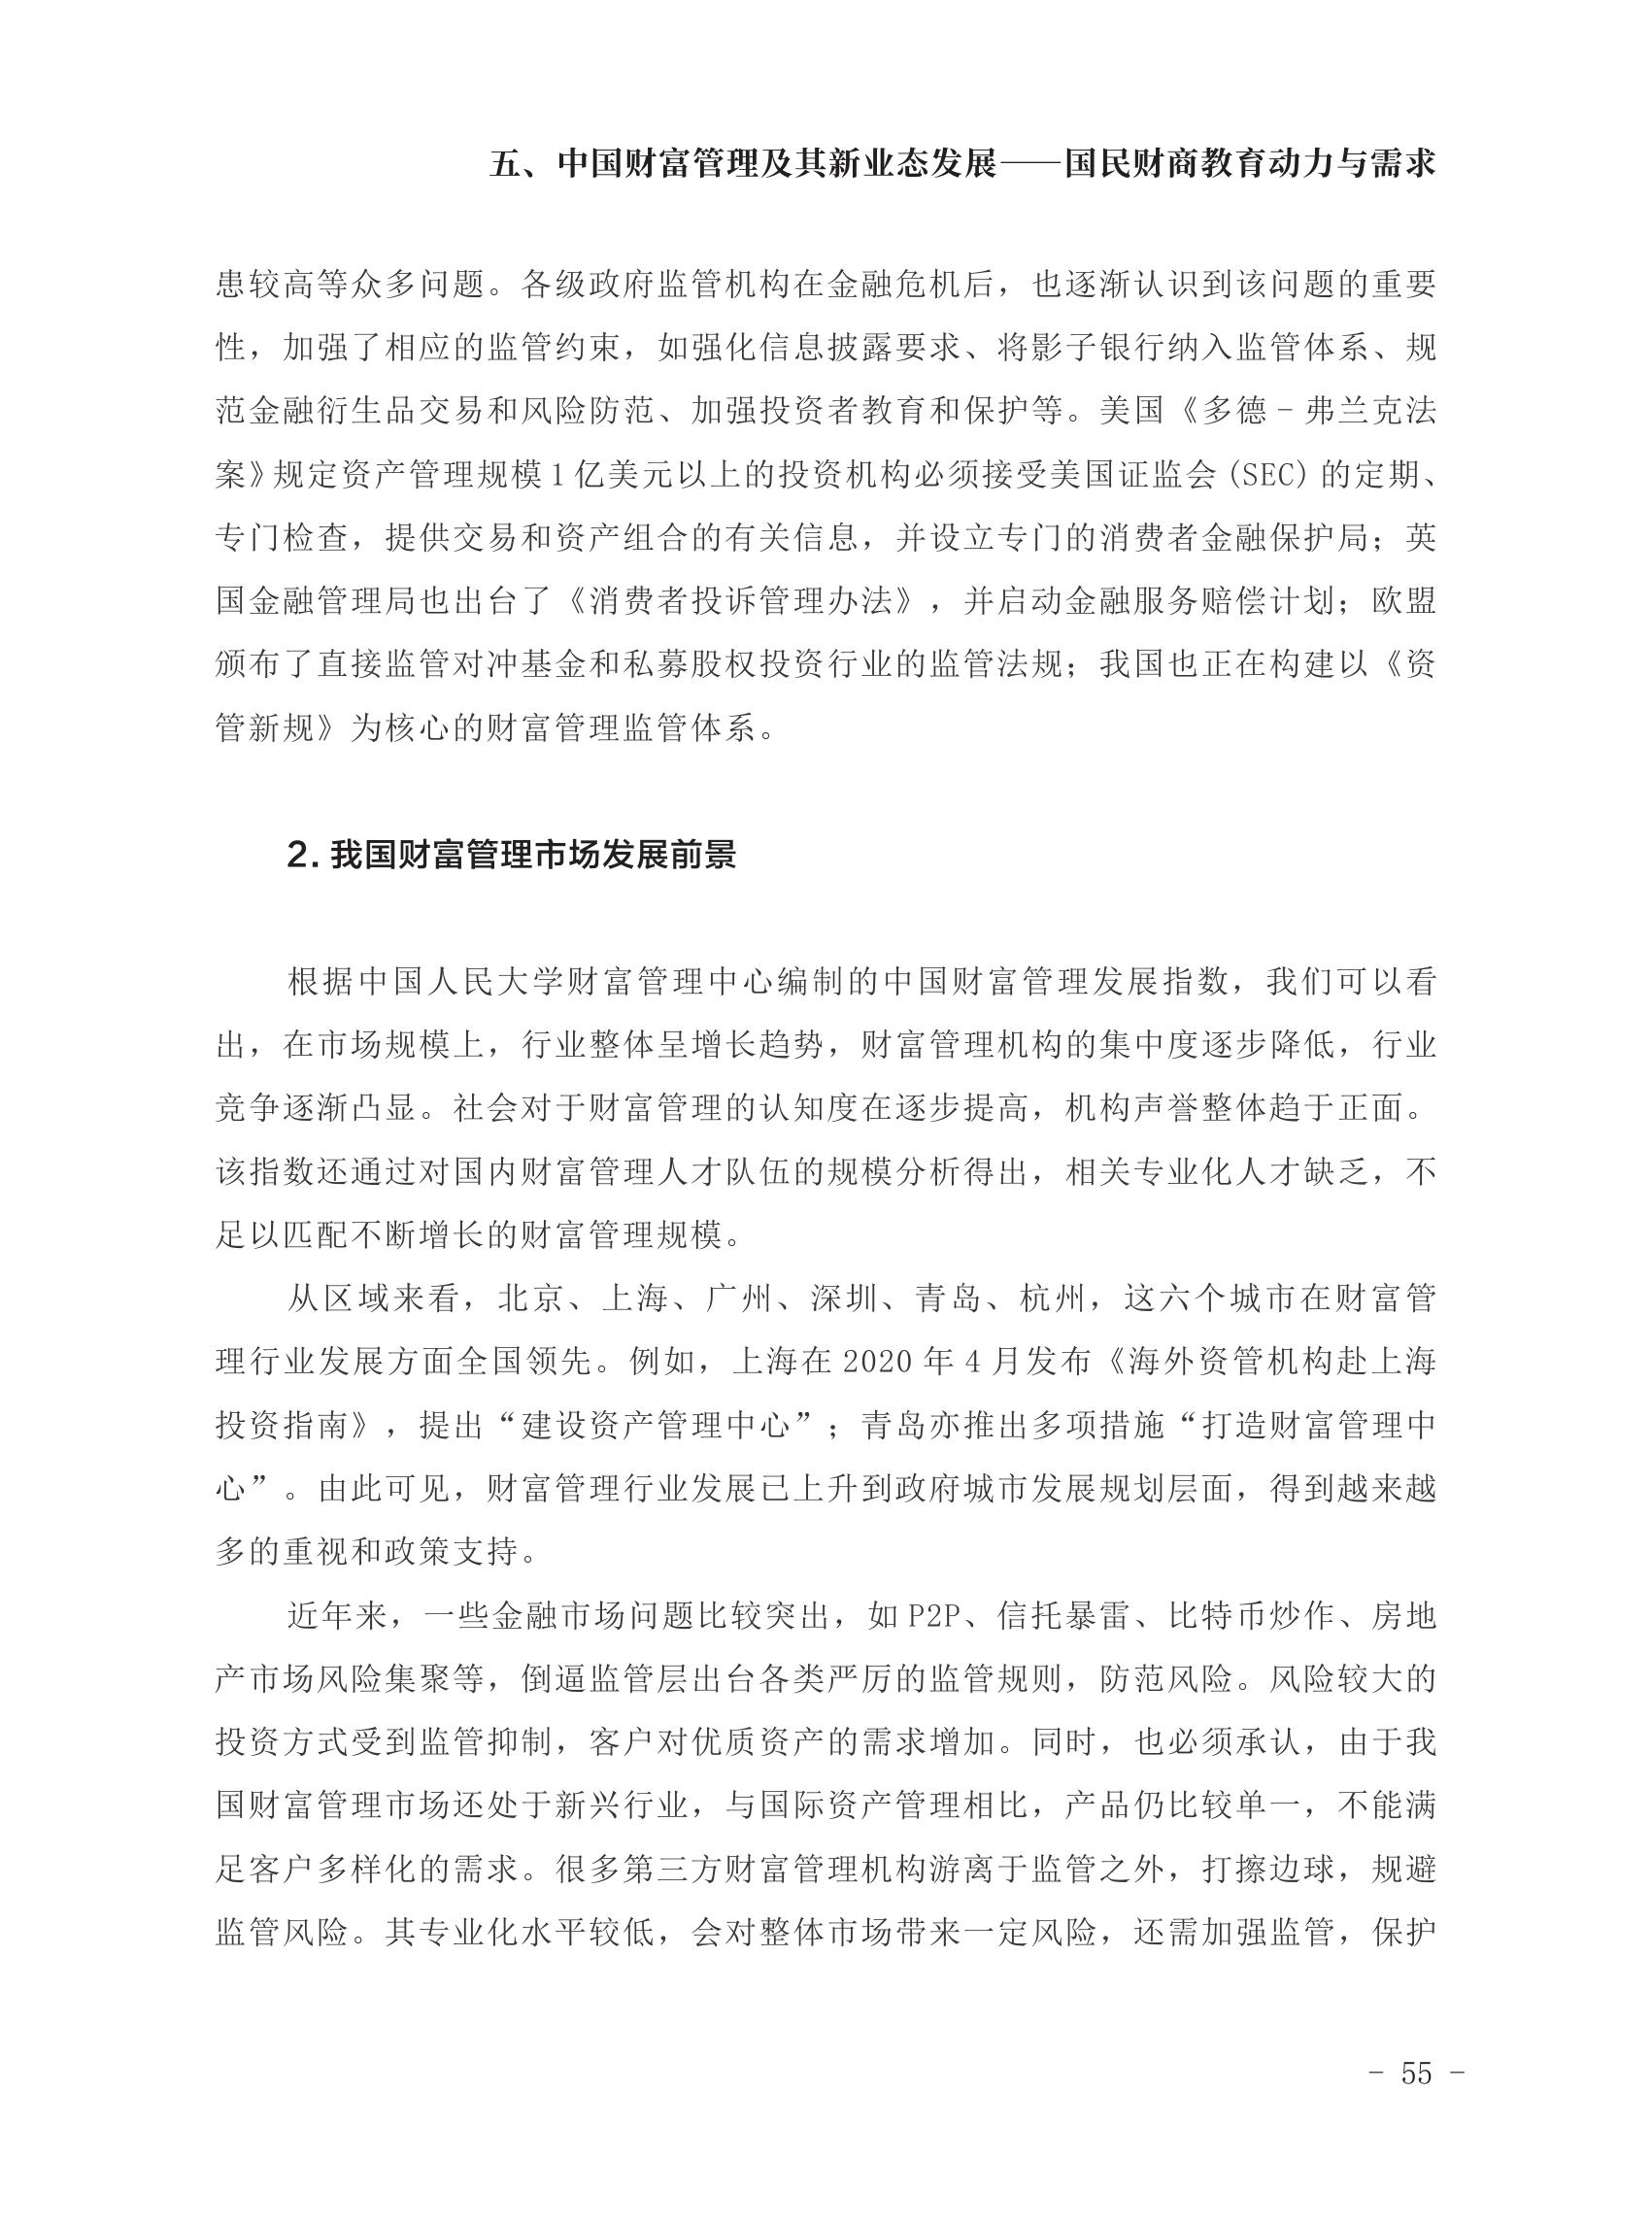 五、中国财富管理及其新业态发展——国民财商教育动力与需求
患较高等众多问题。各级政府监管机构在金融危机后，也逐渐认识到该问题的重要
性，加强了相应的监管约束，如强化信息披露要求、将影子银行纳入监管体系、规
范金融衍生品交易和风险防范、加强投资者教育和保护等。美国《多德－弗兰克法
案》规定资产管理规模 1 亿美元以上的投资机构必须接受美国证监会(SEC)的定期、
专门检查，提供交易和资产组合的有关信息，并设立专门的消费者金融保护局；英
国金融管理局也出台了《消费者投诉管理办法》，并启动金融服务赔偿计划；欧盟
颁布了直接监管对冲基金和私募股权投资行业的监管法规；我国也正在构建以《资
管新规》为核心的财富管理监管体系。
2. 我国财富管理市场发展前景
根据中国人民大学财富管理中心编制的中国财富管理发展指数，我们可以看
出，在市场规模上，行业整体呈增长趋势，财富管理机构的集中度逐步降低，行业
竞争逐渐凸显。社会对于财富管理的认知度在逐步提高，机构声誉整体趋于正面。
该指数还通过对国内财富管理人才队伍的规模分析得出，相关专业化人才缺乏，不
足以匹配不断增长的财富管理规模。
从区域来看，北京、上海、广州、深圳、青岛、杭州，这六个城市在财富管
理行业发展方面全国领先。例如，上海在 2020 年 4 月发布《海外资管机构赴上海
投资指南》，提出“建设资产管理中心”；青岛亦推出多项措施“打造财富管理中
心”。由此可见，财富管理行业发展已上升到政府城市发展规划层面，得到越来越
多的重视和政策支持。
近年来，一些金融市场问题比较突出，如 P2P、信托暴雷、比特币炒作、房地
产市场风险集聚等，倒逼监管层出台各类严厉的监管规则，防范风险。风险较大的
投资方式受到监管抑制，客户对优质资产的需求增加。同时，也必须承认，由于我
国财富管理市场还处于新兴行业，与国际资产管理相比，产品仍比较单一，不能满
足客户多样化的需求。很多第三方财富管理机构游离于监管之外，打擦边球，规避
监管风险。其专业化水平较低，会对整体市场带来一定风险，还需加强监管，保护
- 55 -